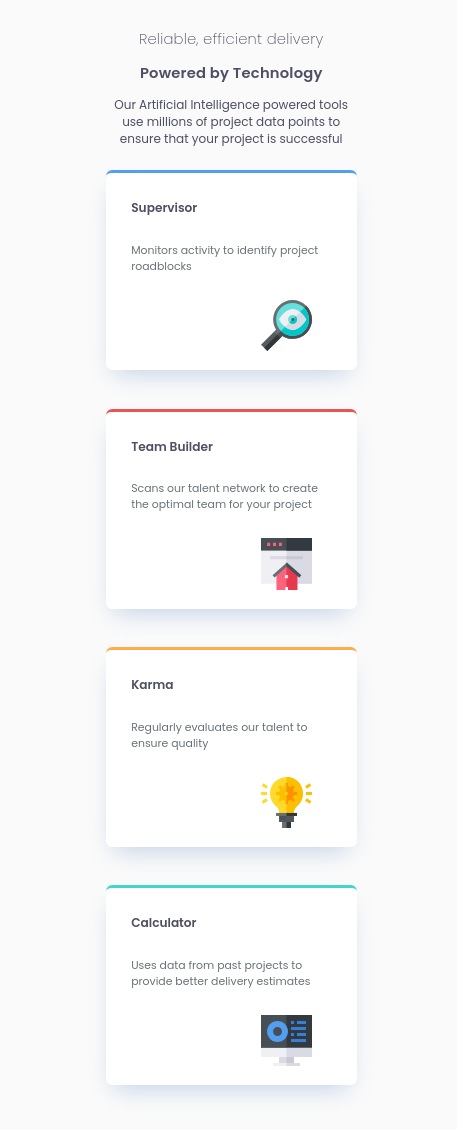 Reliable, efficient delivery
Powered by Technology
Our Artificial Intelligence powered tools
use millions of project data points to
ensure that your project is successful
Supervisor
Monitors activity to identify project
roadblocks
Team Builder
Scans our talent network to create
the optimal team for your project
Karma
Regularly evaluates our talent to
ensure quality
Calculator
Uses data from past projects to
provide better delivery estimates